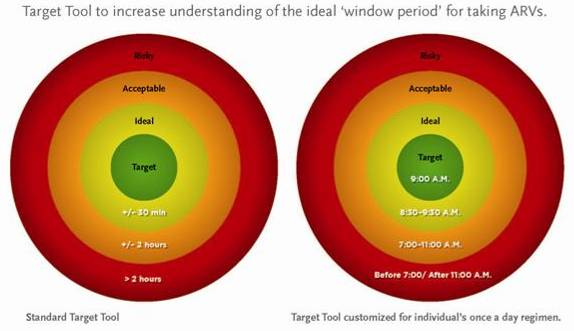 Target Tool to increase understanding of the ideal ‘window period’ for taking ARVs.
Risky
Acceptable
Ideal
Target
+/- 30 min
+/- 2 hours
> 2 hours
Standard Target Tool
Risky
Acceptable
Ideal
Target
9:00 A.M.
8:30-9:30 A.M.
7:00-11:00 A.M.
Before 7:00/ After 11:00 A.M.
Target Tool customized for individual's once a day regimen.